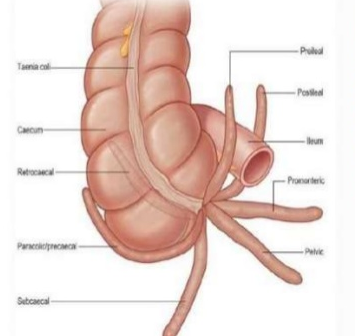 Taenia coli
Caecum
Retrocaecal
Paracolic/precaecal
Subcaecal
Preileal
Postileal
Ileum
Promonteric
Pelvic